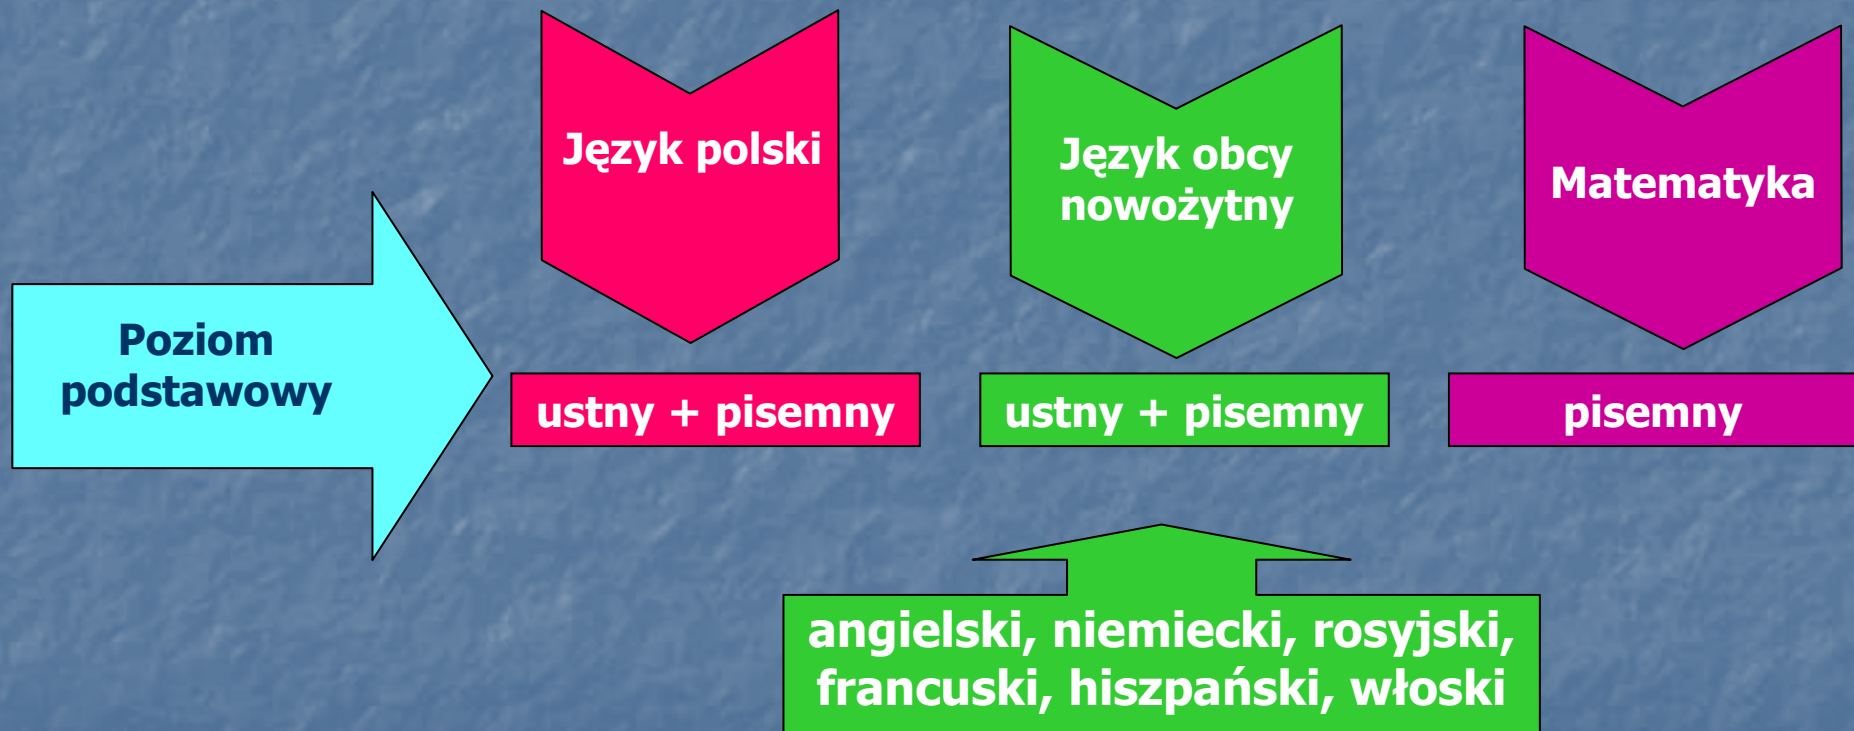 Język polski
Język obcy
nowożytny
Matematyka
Poziom
podstawowy
ustny + pisemny
ustny + pisemny
pisemny
angielski, niemiecki, rosyjski,
francuski, hiszpański, włoski